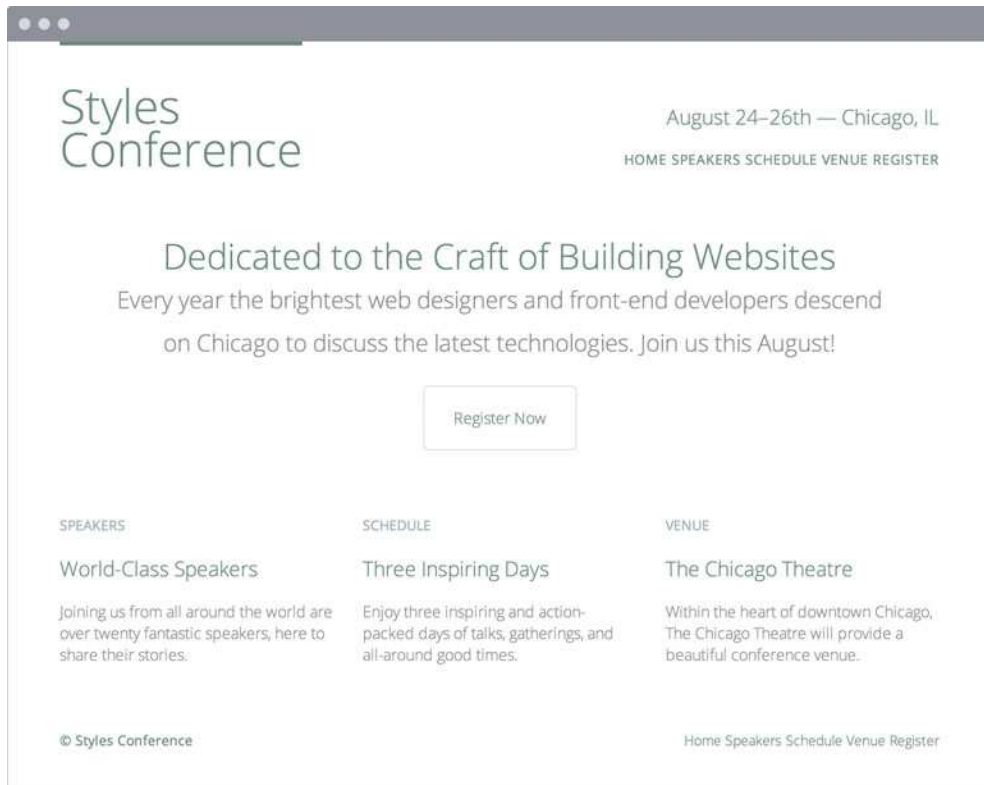 Styles
Conference
August 24–26th — Chicago, IL
HOME SPEAKERS SCHEDULE VENUE REGISTER
Dedicated to the Craft of Building Websites
Every year the brightest web designers and front-end developers descend
on Chicago to discuss the latest technologies. Join us this August!
Register Now
SPEAKERS
World-Class Speakers
Joining us from all around the world are
over twenty fantastic speakers, here to
share their stories.
SCHEDULE
Three Inspiring Days
Enjoy three inspiring and action-
packed days of talks, gatherings, and
all-around good times.
VENUE
The Chicago Theatre
Within the heart of downtown Chicago,
The Chicago Theatre will provide a
beautiful conference venue.
© Styles Conference
Home Speakers Schedule Venue Register